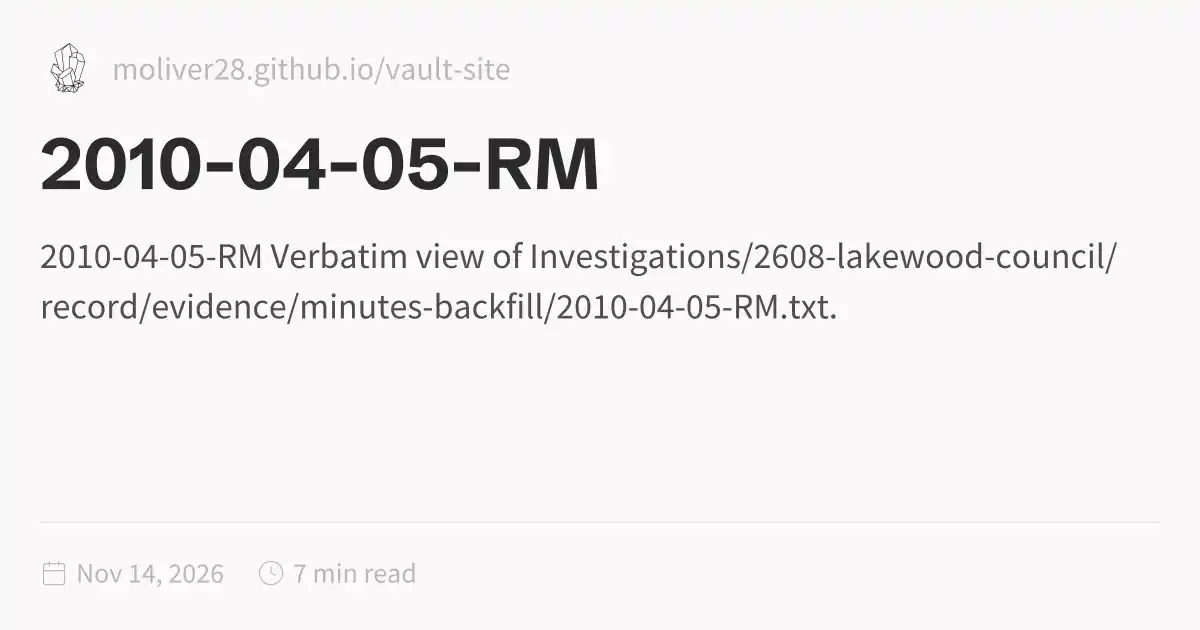 moliver28.github.io/vault-site
2010-04-05-RM
2010-04-05-RM Verbatim view of Investigations/2608-lakewood-council/
record/evidence/minutes-backfill/2010-04-05-RM.txt.
Nov 14, 2026 7 min read